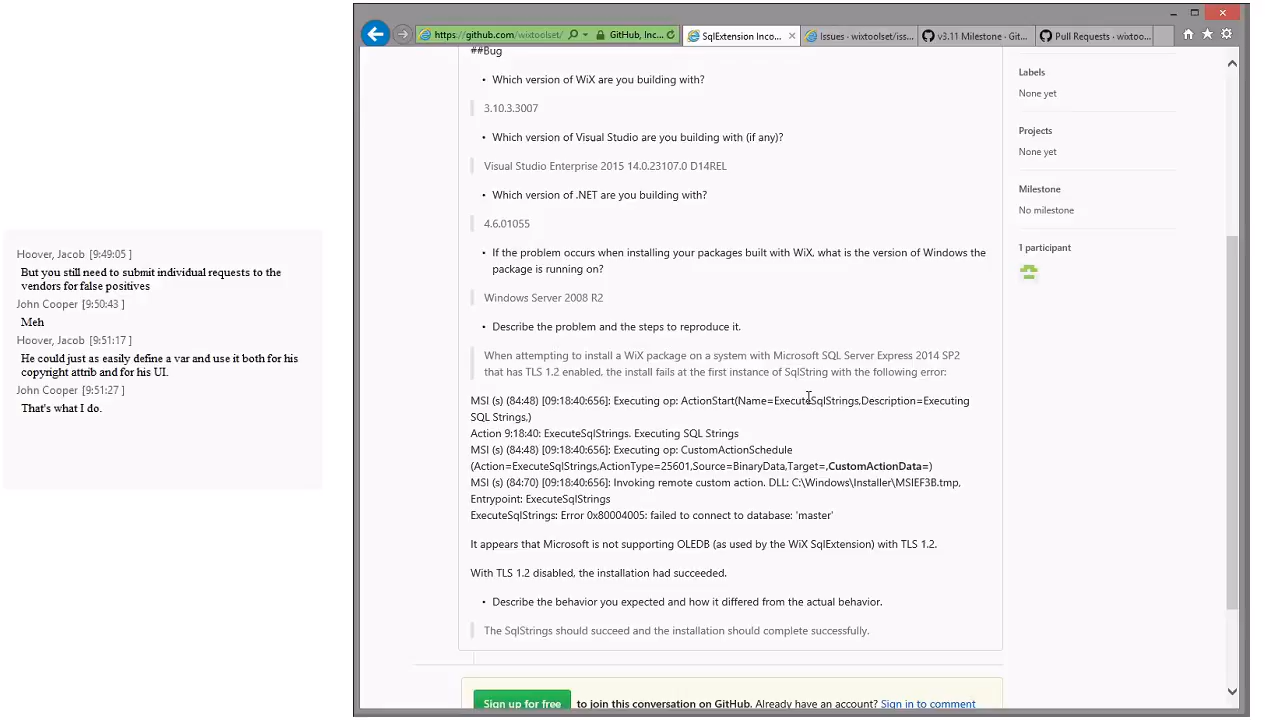 Hoover, Jacob [9:49:05 ]
But you still need to submit individual requests to the
vendors for false positives
John Cooper [9:50:43 ]
Meh
Hoover, Jacob [9:51:17 ]
He could just as easily define a var and use it both for his
copyright attrib and for his UI.
John Cooper [9:51:27 ]
That's what I do.
https://github.com/wixtoolset/ GitHub, Inc... SqlExtension Inco... Issues · wixtoolset/iss... v3.11 Milestone · Git... Pull Requests · wixtoo...
##Bug
• Which version of WiX are you building with?
3.10.3.3007
• Which version of Visual Studio are you building with (if any)?
Visual Studio Enterprise 2015 14.0.23107.0 D14REL
• Which version of .NET are you building with?
4.6.01055
• If the problem occurs when installing your packages built with WiX, what is the version of Windows the
package is running on?
Windows Server 2008 R2
• Describe the problem and the steps to reproduce it.
When attempting to install a WiX package on a system with Microsoft SQL Server Express 2014 SP2
that has TLS 1.2 enabled, the install fails at the first instance of SqlString with the following error:
MSI (s) (84:48) [09:18:40:656]: Executing op: ActionStart(Name=ExecuteSqlStrings,Description=Executing
SQL Strings,)
Action 9:18:40: ExecuteSqlStrings. Executing SQL Strings
MSI (s) (84:48) [09:18:40:656]: Executing op: CustomActionSchedule
(Action=ExecuteSqlStrings,ActionType=25601,Source=BinaryData,Target=,CustomActionData=)
MSI (s) (84:70) [09:18:40:656]: Invoking remote custom action. DLL: C:\Windows\Installer\MSIEF3B.tmp,
Entrypoint: ExecuteSqlStrings
ExecuteSqlStrings: Error 0x80004005: failed to connect to database: 'master'
It appears that Microsoft is not supporting OLEDB (as used by the WiX SqlExtension) with TLS 1.2.
With TLS 1.2 disabled, the installation had succeeded.
• Describe the behavior you expected and how it differed from the actual behavior.
The SqlStrings should succeed and the installation should complete successfully.
Sign up for free to join this conversation on GitHub. Already have an account? Sign in to comment
Labels
None yet
Projects
None yet
Milestone
No milestone
1 participant